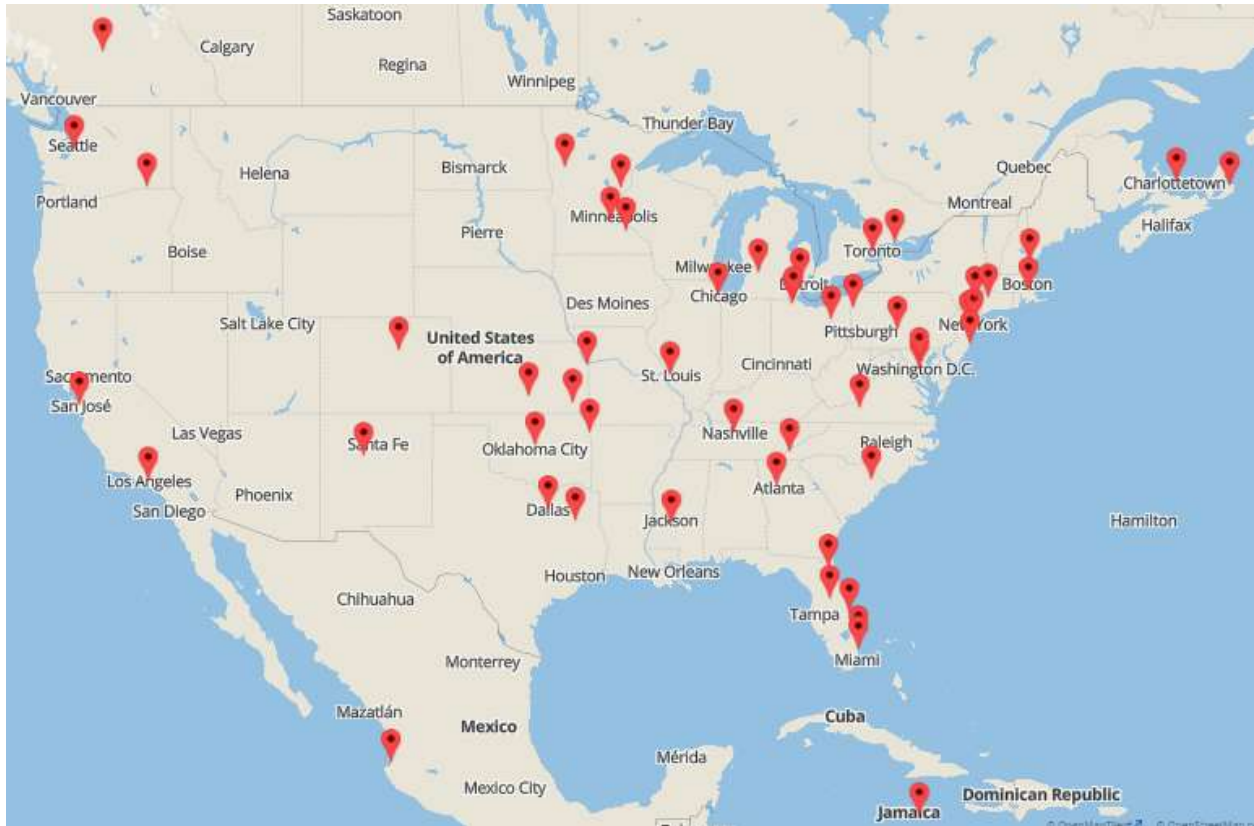 Saskatoon
Calgary
Regina
Winnipeg
Vancouver
Thunder Bay
Seattle
Helena
Bismarck
Quebec
Charlottetown
Portland
Montreal
Minneapolis
Halifax
Pierre
Boise
Toronto
Milwaukee
Detroit
Boston
Chicago
Des Moines
Salt Lake City
New York
Pittsburgh
United States
of America
Cincinnati
Washington D.C.
St. Louis
Sacramento
San José
Las Vegas
Nashville
Santa Fe
Oklahoma City
Raleigh
Los Angeles
Phoenix
Atlanta
San Diego
Dallas
Jackson
Hamilton
Houston
New Orleans
Chihuahua
Tampa
Miami
Monterrey
Mazatlán
Cuba
Mexico
Mérida
Mexico City
Dominican Republic
Jamaica